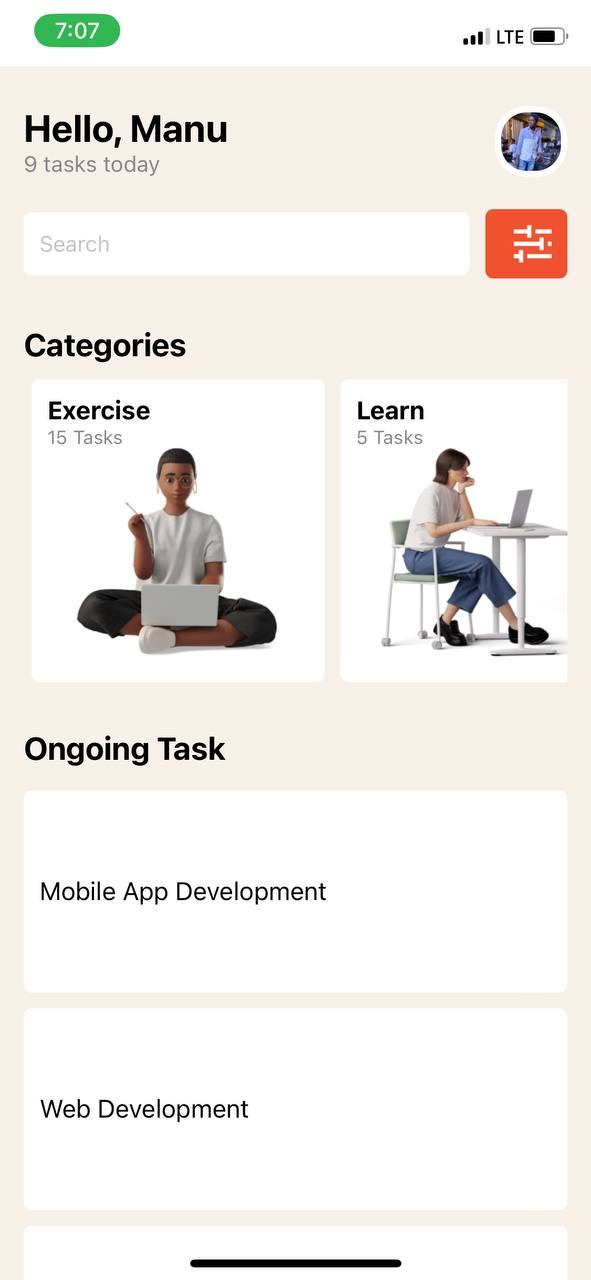 7:07
LTE
Hello, Manu
9 tasks today
Search
Categories
Exercise
15 Tasks
Learn
5 Tasks
Ongoing Task
Mobile App Development
Web Development